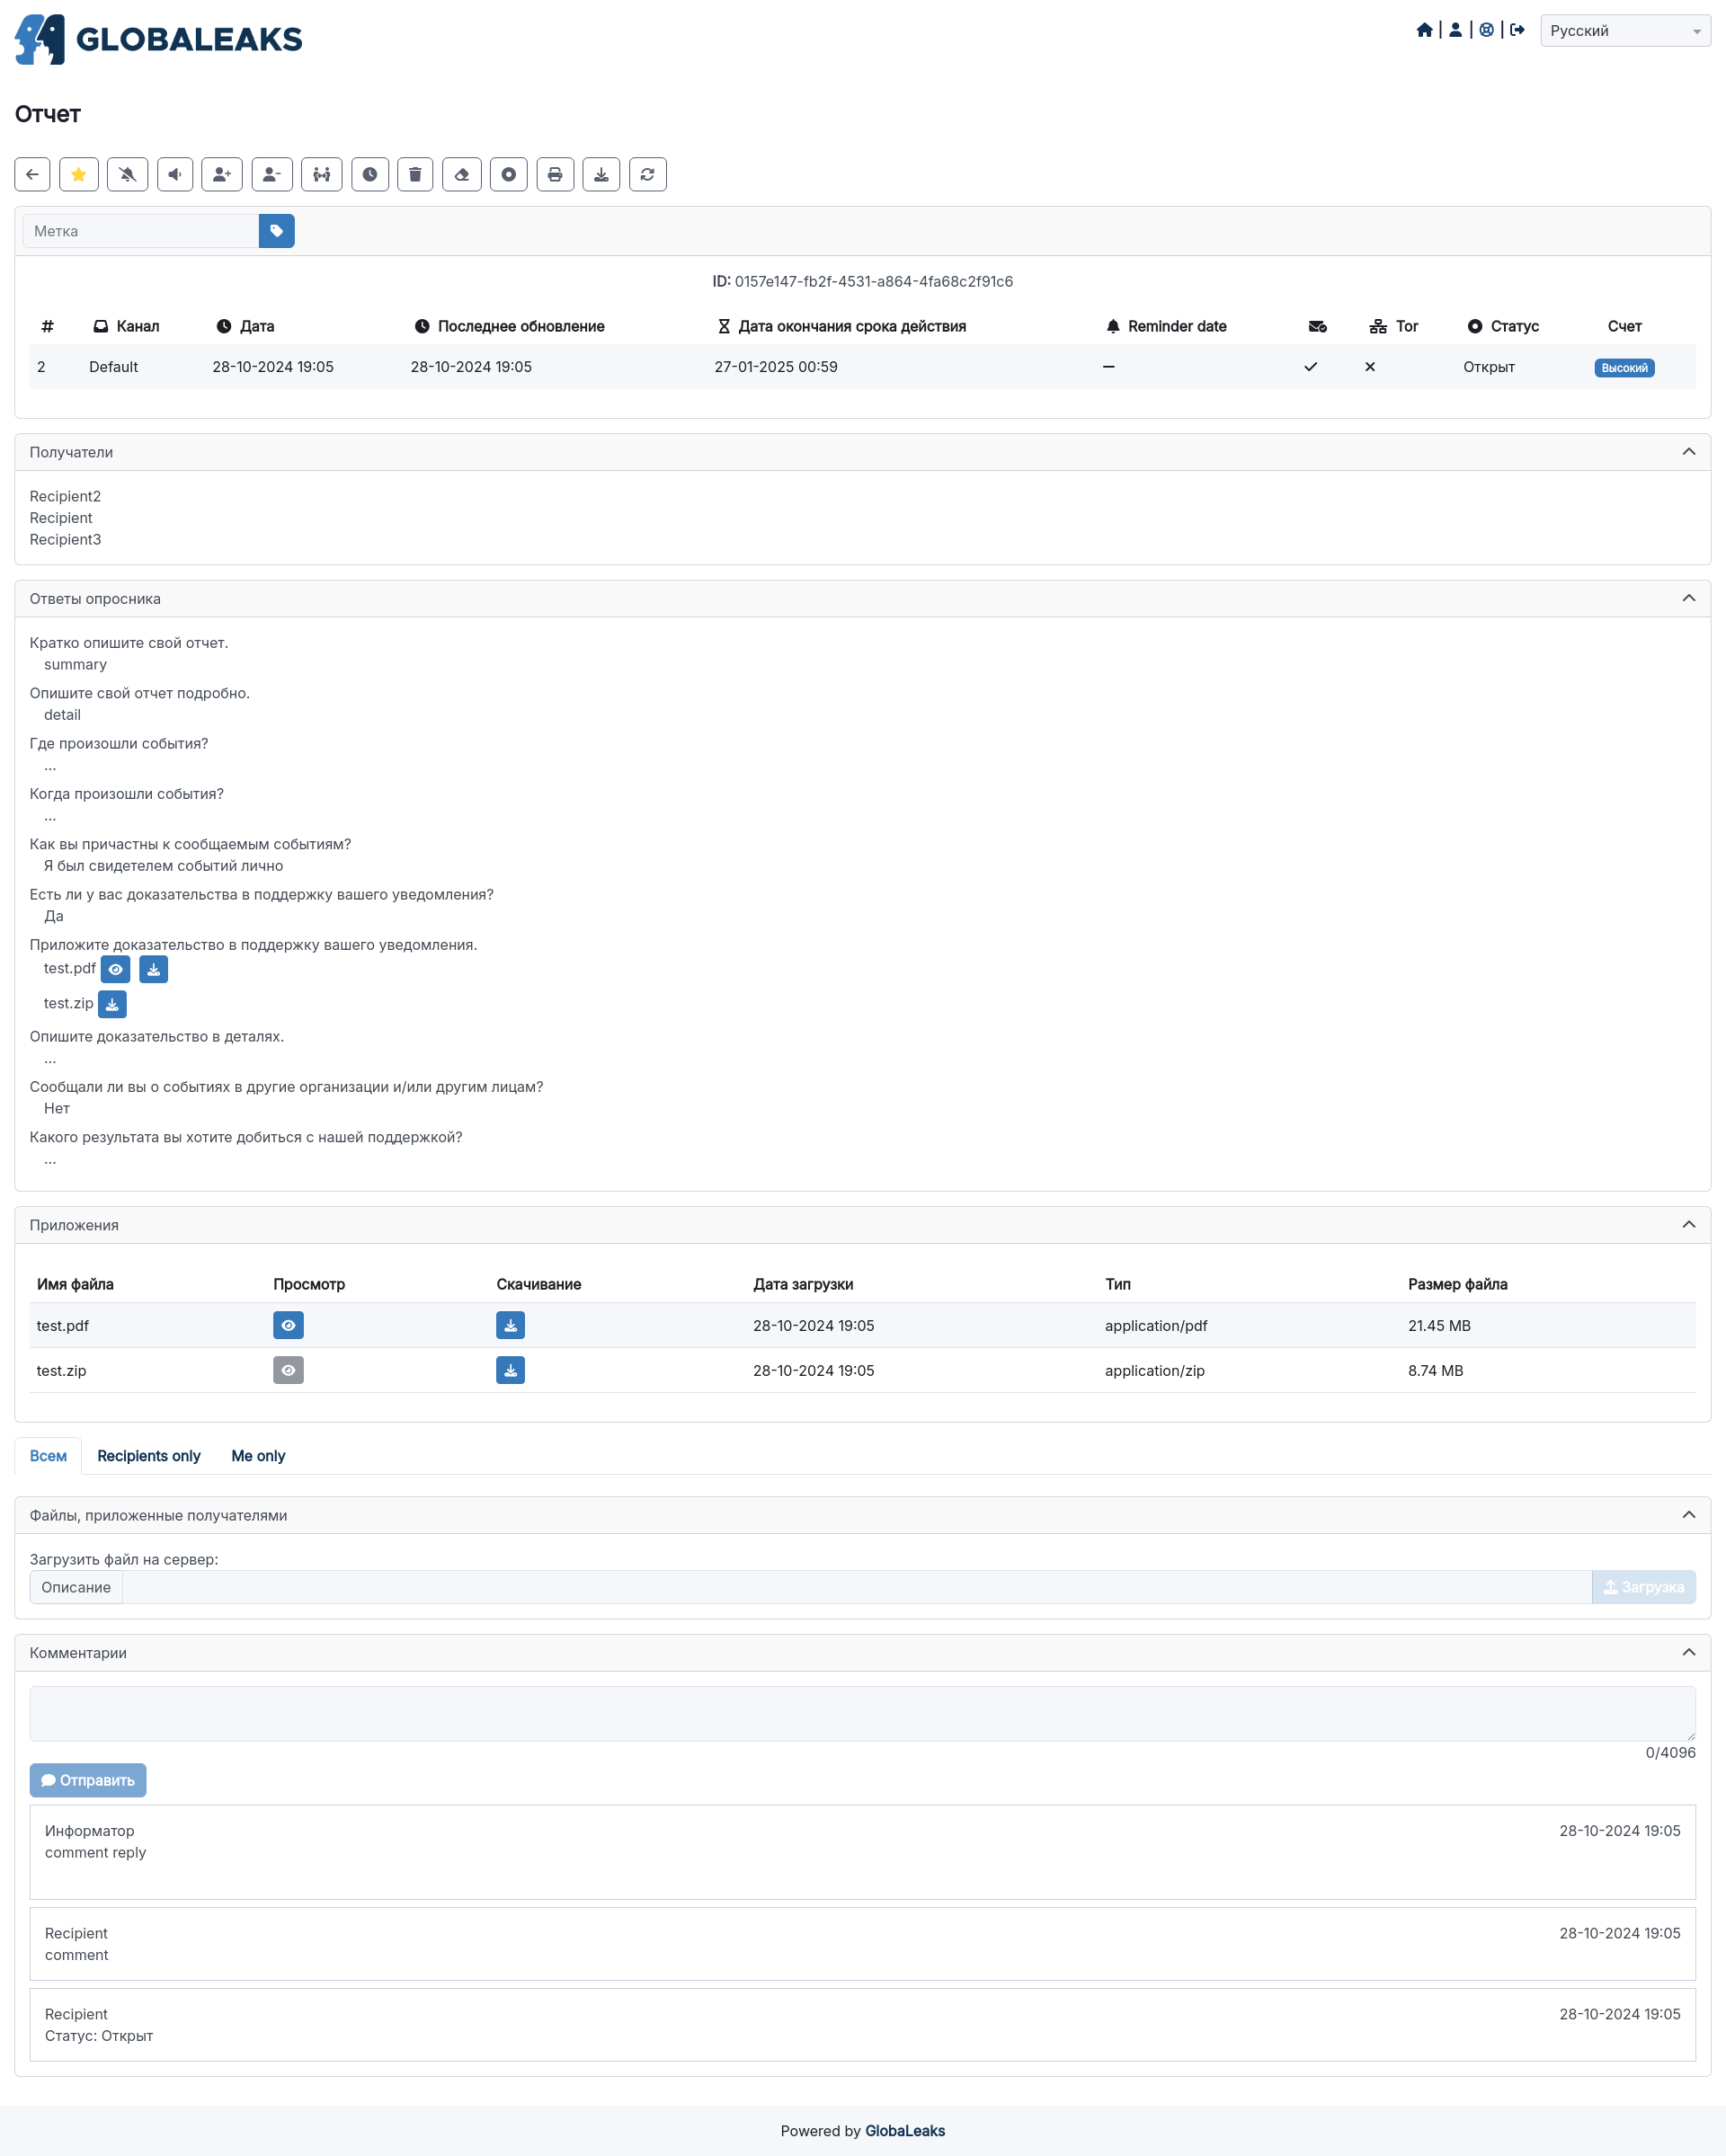 GLOBALEAKS
| | | Русский
Отчет
Метка
ID: 0157e147-fb2f-4531-a864-4fa68c2f91c6
# Канал Дата Последнее обновление Дата окончания срока действия Reminder date Tor Статус Счет
2 Default 28-10-2024 19:05 28-10-2024 19:05 27-01-2025 00:59 Открыт Высокий
Получатели
Recipient2
Recipient
Recipient3
Ответы опросника
Кратко опишите свой отчет.
summary
Опишите свой отчет подробно.
detail
Где произошли события?
...
Когда произошли события?
...
Как вы причастны к сообщаемым событиям?
Я был свидетелем событий лично
Есть ли у вас доказательства в поддержку вашего уведомления?
Да
Приложите доказательство в поддержку вашего уведомления.
test.pdf
test.zip
Опишите доказательство в деталях.
...
Сообщали ли вы о событиях в другие организации и/или другим лицам?
Нет
Какого результата вы хотите добиться с нашей поддержкой?
...
Приложения
Имя файла Просмотр Скачивание Дата загрузки Тип Размер файла
test.pdf 28-10-2024 19:05 application/pdf 21.45 MB
test.zip 28-10-2024 19:05 application/zip 8.74 MB
Всем Recipients only Me only
Файлы, приложенные получателями
Загрузить файл на сервер:
Описание Загрузка
Комментарии
0/4096
Отправить
Информатор 28-10-2024 19:05
comment reply
Recipient 28-10-2024 19:05
comment
Recipient 28-10-2024 19:05
Статус: Открыт
Powered by GlobaLeaks